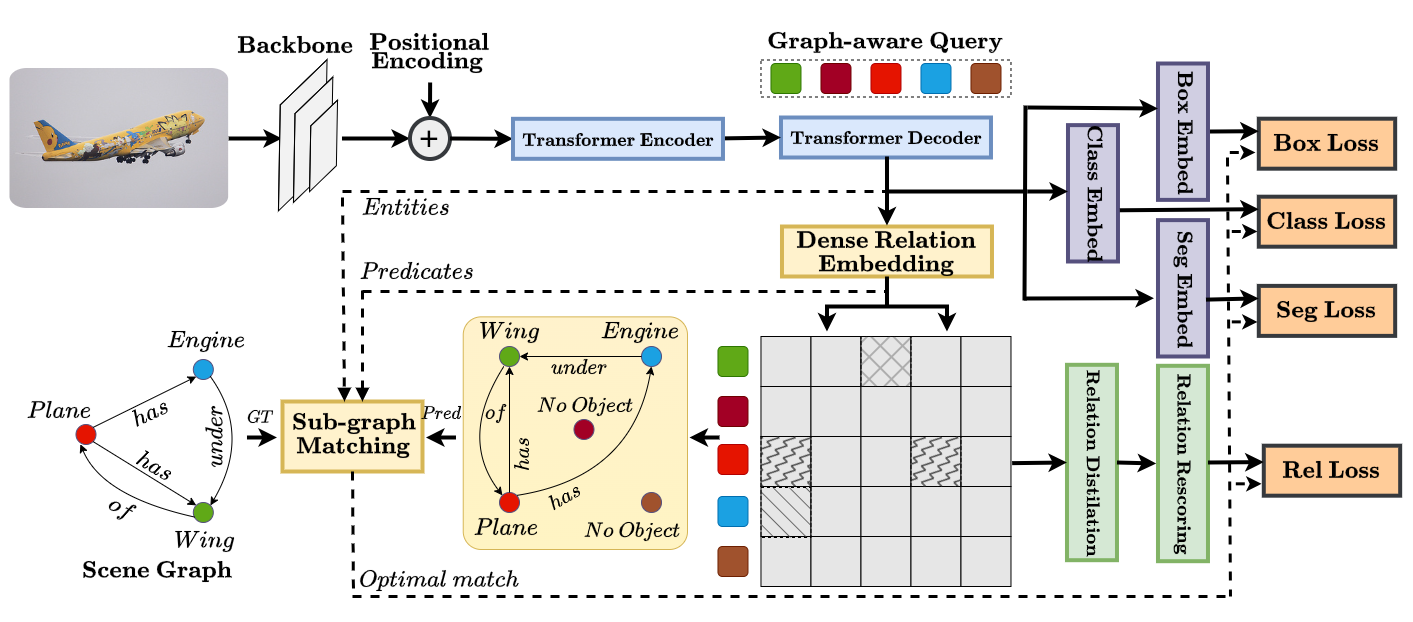 Backbone
Positional
Encoding
+
Transformer Encoder
Graph-aware Query
Transformer Decoder
Box Embed
Class Embed
Seg Embed
Box Loss
Class Loss
Seg Loss
Entities
Dense Relation
Embedding
Predicates
Engine
Plane
has
under
has
of
Wing
Scene Graph
GT
Sub-graph
Matching
Pred
Wing
Engine
under
of
No Object
has
has
Plane
No Object
Relation Distilation
Relation Rescoring
Rel Loss
Optimal match